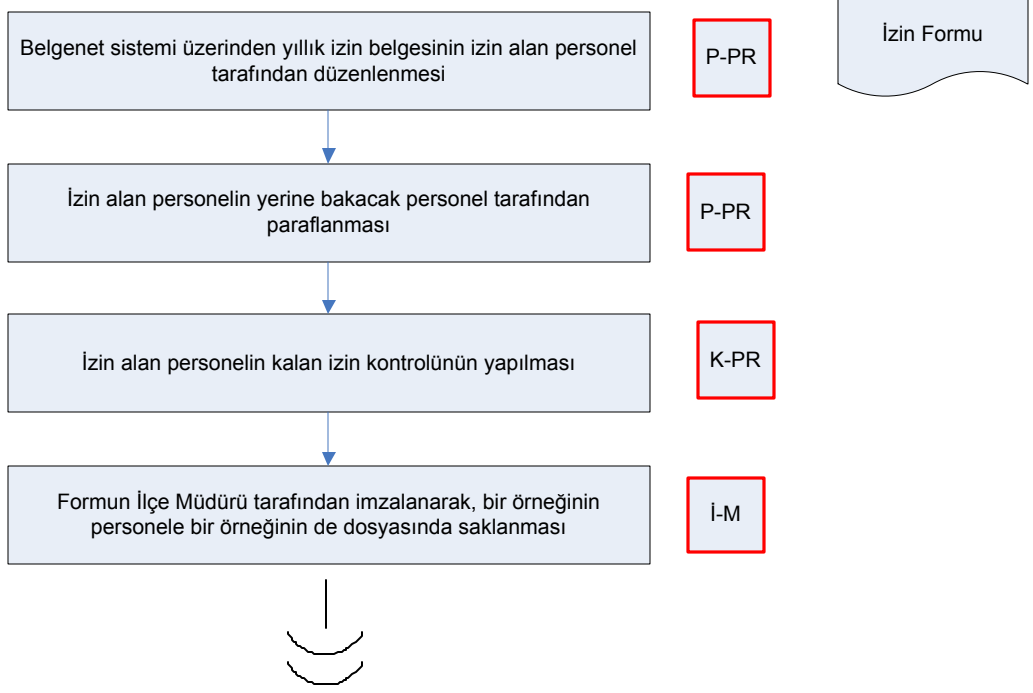 Belgenet sistemi üzerinden yıllık izin belgesinin izin alan personel
tarafından düzenlenmesi
P-PR
İzin Formu
İzin alan personelin yerine bakacak personel tarafından
paraflanması
P-PR
İzin alan personelin kalan izin kontrolünün yapılması
K-PR
Formun İlçe Müdürü tarafından imzalanarak, bir örneğinin
personele bir örneğinin de dosyasında saklanması
İ-M